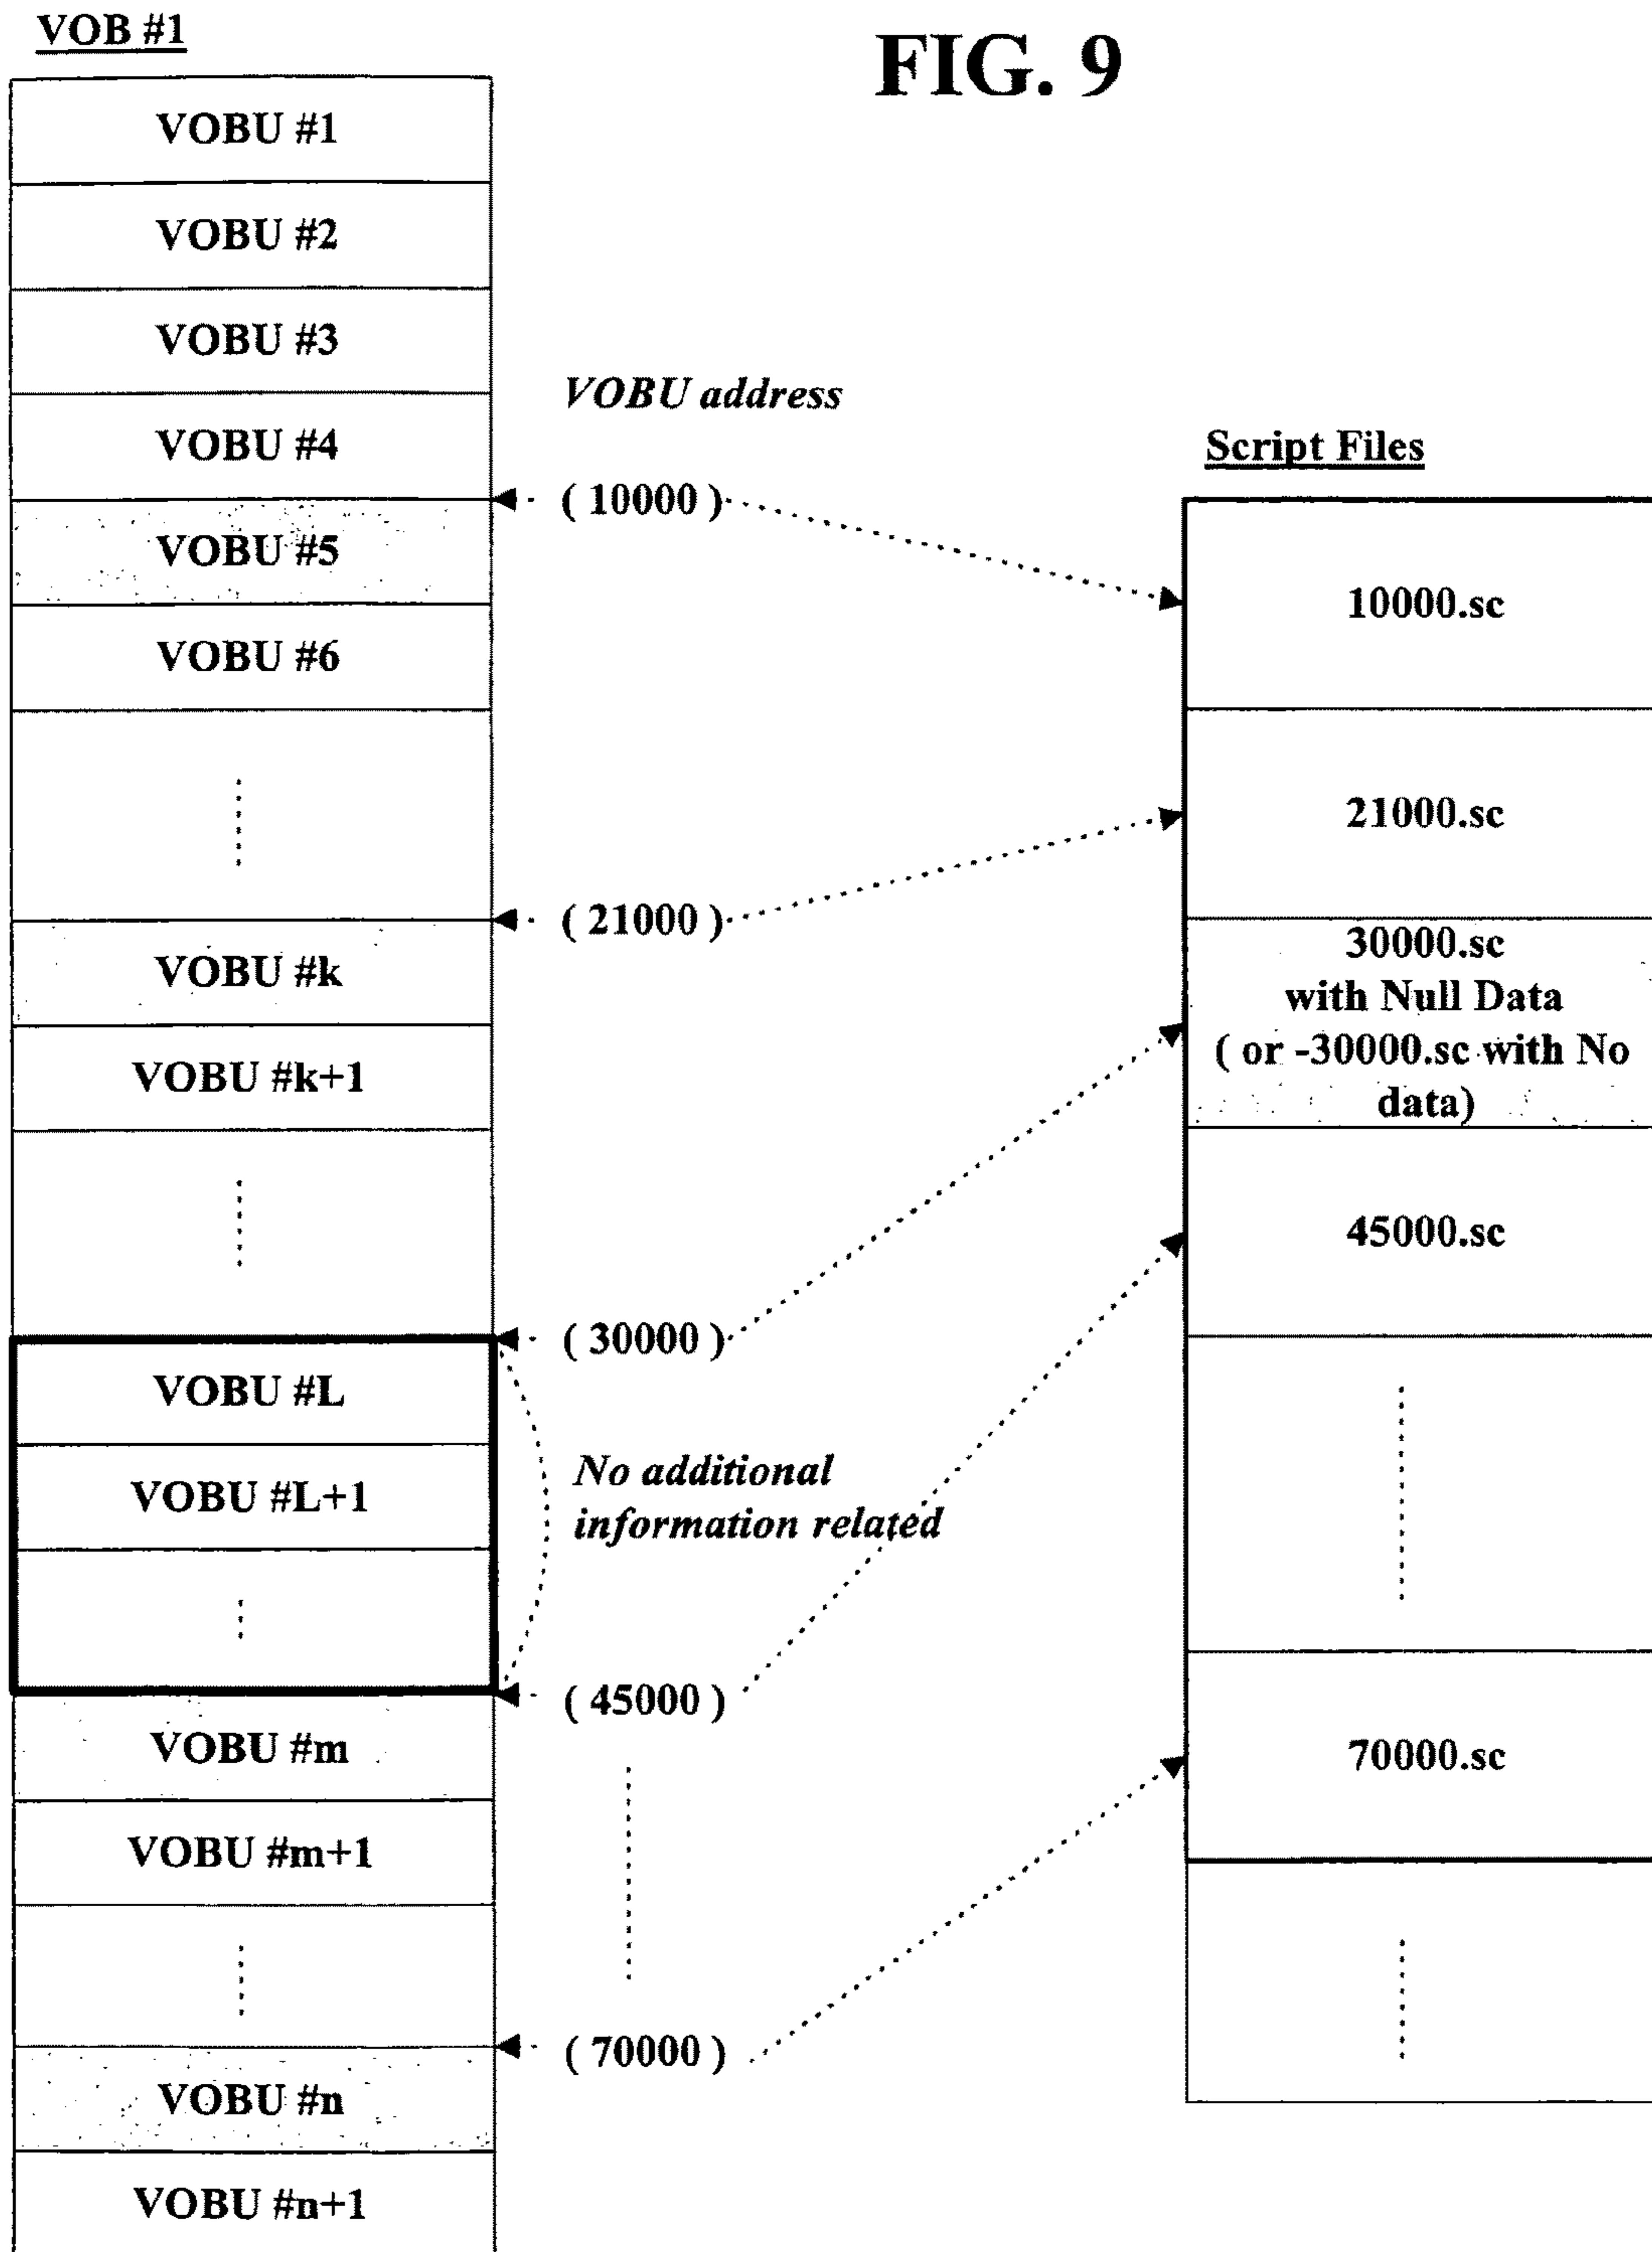 VOB #1
FIG. 9
VOBU #1
VOBU #2
VOBU #3
VOBU #4
VOBU #5
VOBU #6
VOBU #k
VOBU #k+1
VOBU #L
VOBU #L+1
VOBU #m
VOBU #m+1
VOBU #n
VOBU #n+1
VOBU address
( 10000 )
( 21000 )
( 30000 )
No additional
information related
( 45000 )
( 70000 )
Script Files
10000.sc
21000.sc
30000.sc
with Null Data
( or -30000.sc with No
data)
45000.sc
70000.sc